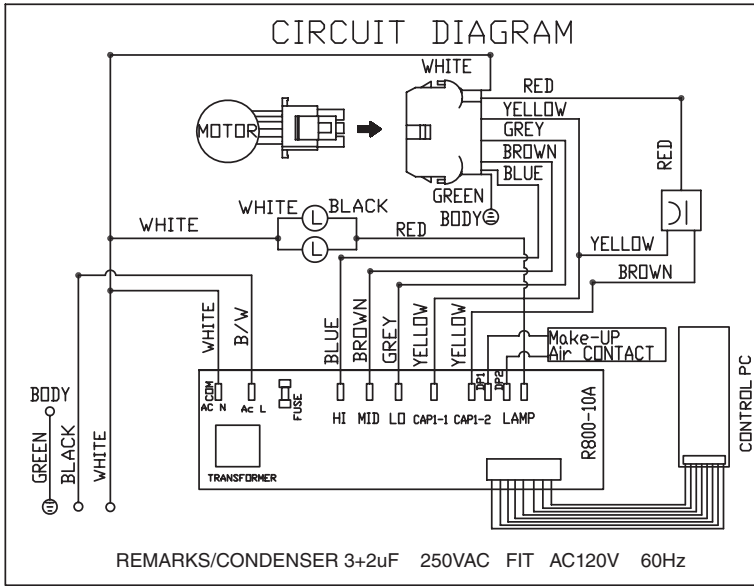 CIRCUIT DIAGRAM
WHITE
RED
YELLOW
MOTOR
GREY
BROWN
BLUE
RED
GREEN
BODY
WHITE
WHITE
BLACK
L
L
RED
YELLOW
BROWN
WHITE
B/W
BLUE
BROWN
GREY
YELLOW
YELLOW
Make-UP
Air CONTACT
CONTROL PC
BODY
GREEN
BLACK
WHITE
COM
AC N
Ac L
FUSE
HI
MID
LO
CAP1-1
CAP1-2
DP1
DP2
LAMP
R800-10A
TRANSFORMER
REMARKS/CONDENSER 3+2uF 250VAC FIT AC120V 60Hz